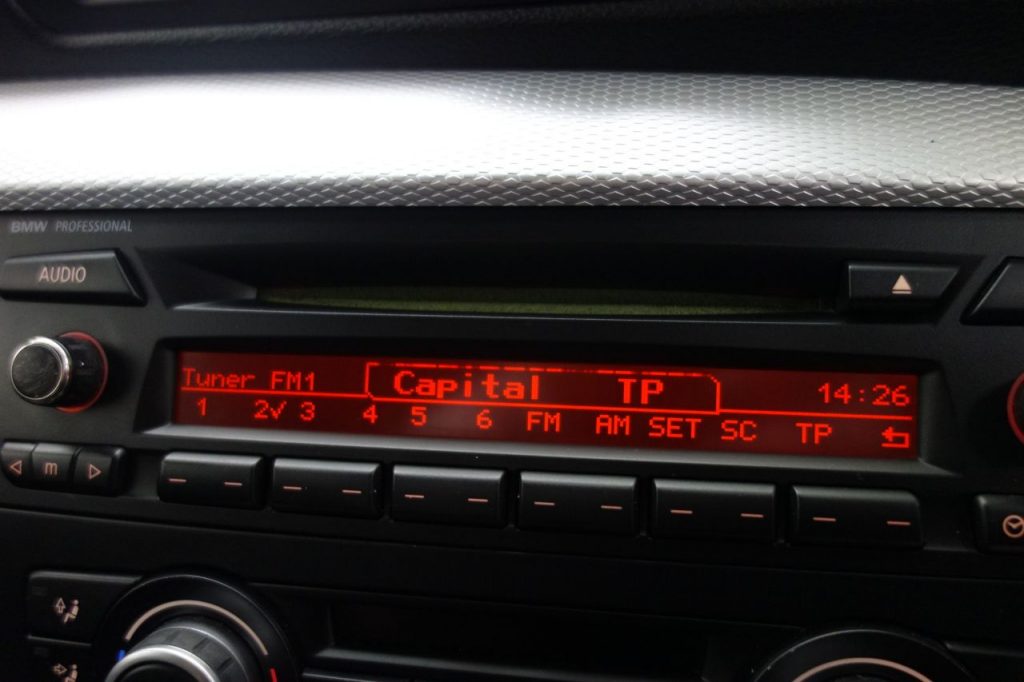 BMW PROFESSIONAL
AUDIO
Tuner FM1 Capital TP 14:26
1 2✓ 3 4 5 6 FM AM SET SC TP
m